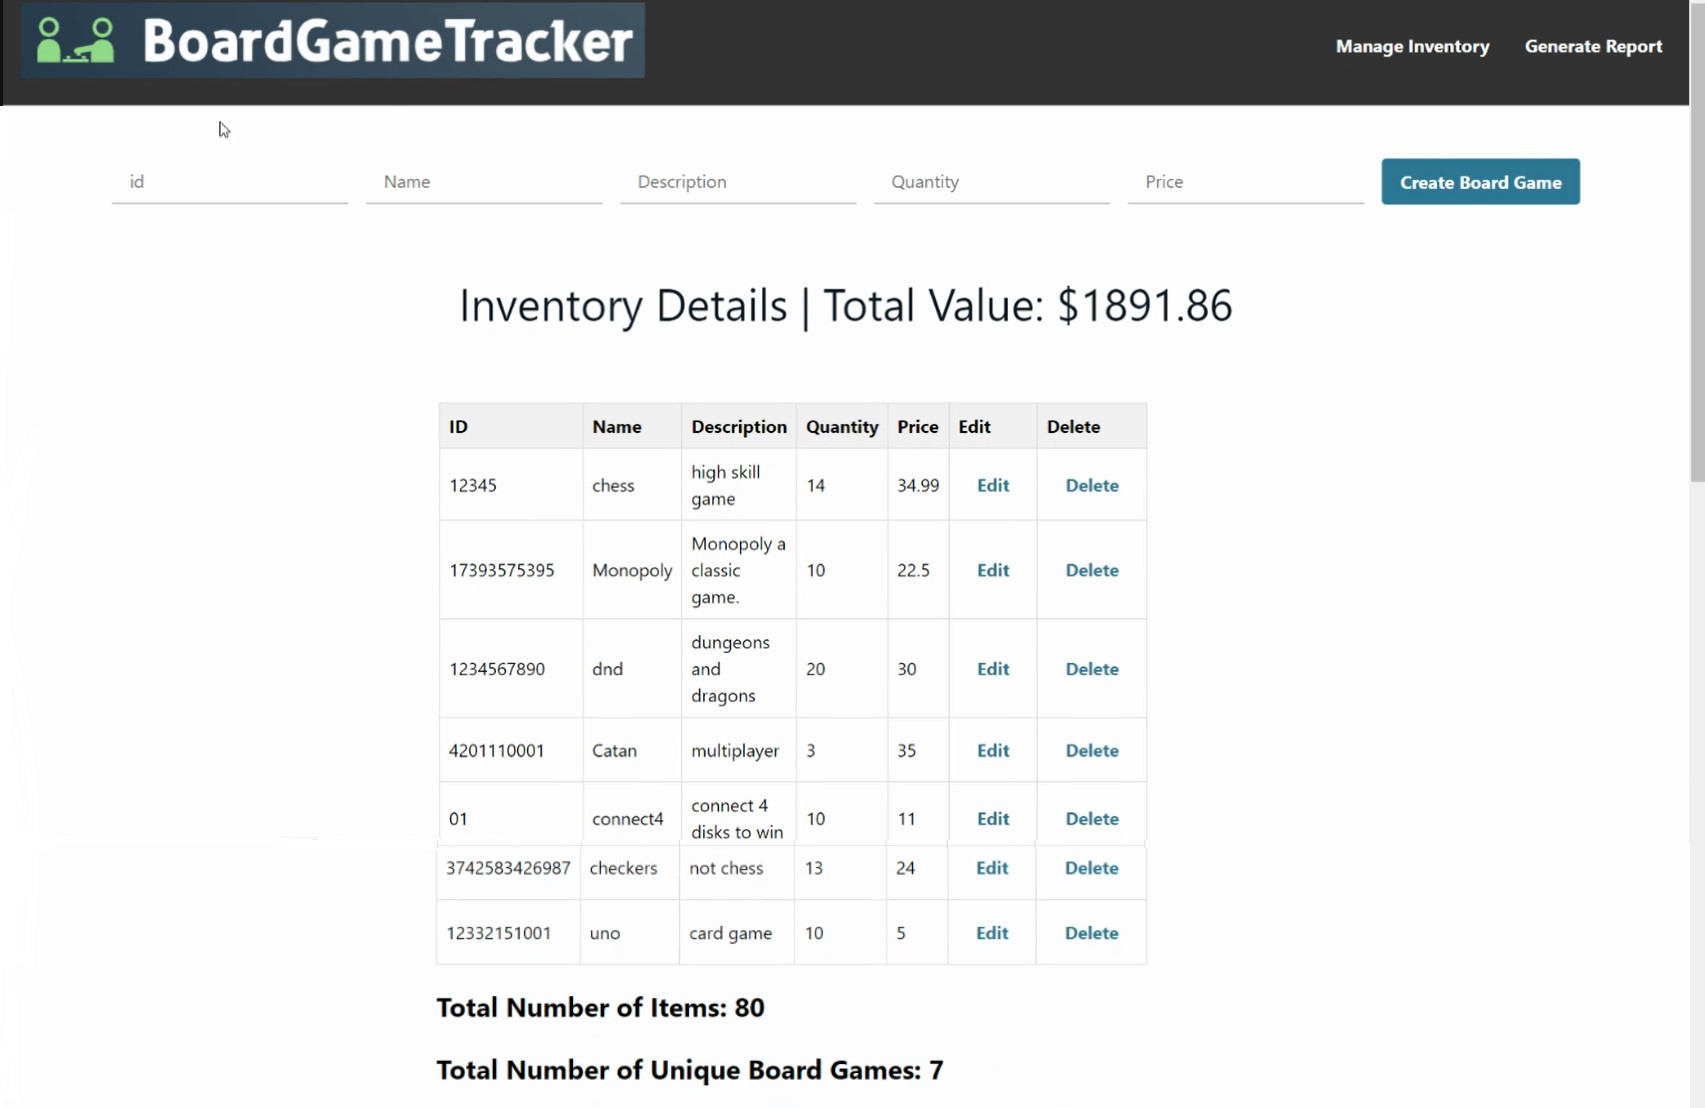 BoardGameTracker
Manage Inventory Generate Report
id Name Description Quantity Price Create Board Game
Inventory Details | Total Value: $1891.86
ID Name Description Quantity Price Edit Delete
12345 chess high skill game 14 34.99 Edit Delete
17393575395 Monopoly Monopoly a classic game. 10 22.5 Edit Delete
1234567890 dnd dungeons and dragons 20 30 Edit Delete
4201110001 Catan multiplayer 3 35 Edit Delete
01 connect4 connect 4 disks to win 10 11 Edit Delete
3742583426987 checkers not chess 13 24 Edit Delete
12332151001 uno card game 10 5 Edit Delete
Total Number of Items: 80
Total Number of Unique Board Games: 7